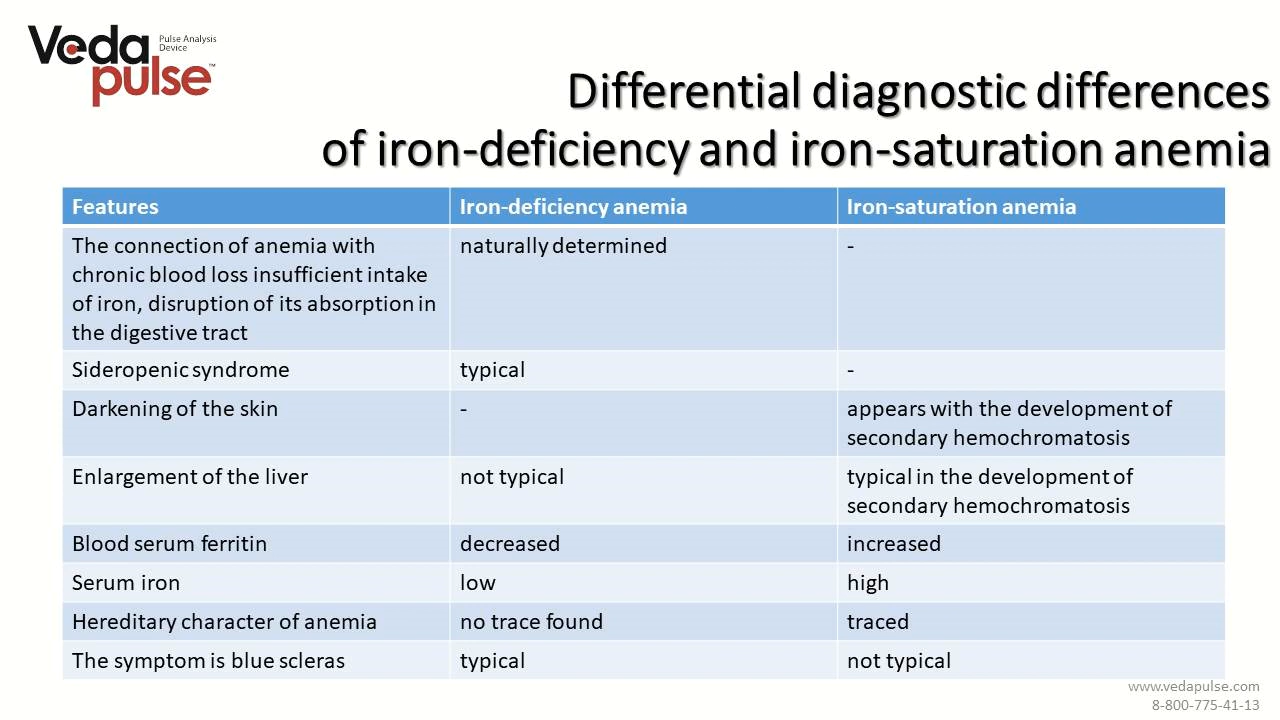 Veda
pulse™
Pulse Analysis
Device
Differential diagnostic differences
of iron-deficiency and iron-saturation anemia
Features Iron-deficiency anemia Iron-saturation anemia
The connection of anemia with
chronic blood loss insufficient intake
of iron, disruption of its absorption in
the digestive tract
naturally determined
-
Sideropenic syndrome typical -
Darkening of the skin
-
appears with the development of
secondary hemochromatosis
Enlargement of the liver
not typical
typical in the development of
secondary hemochromatosis
Blood serum ferritin decreased increased
Serum iron low high
Hereditary character of anemia no trace found traced
The symptom is blue scleras typical not typical
www.vedapulse.com
8-800-775-41-13